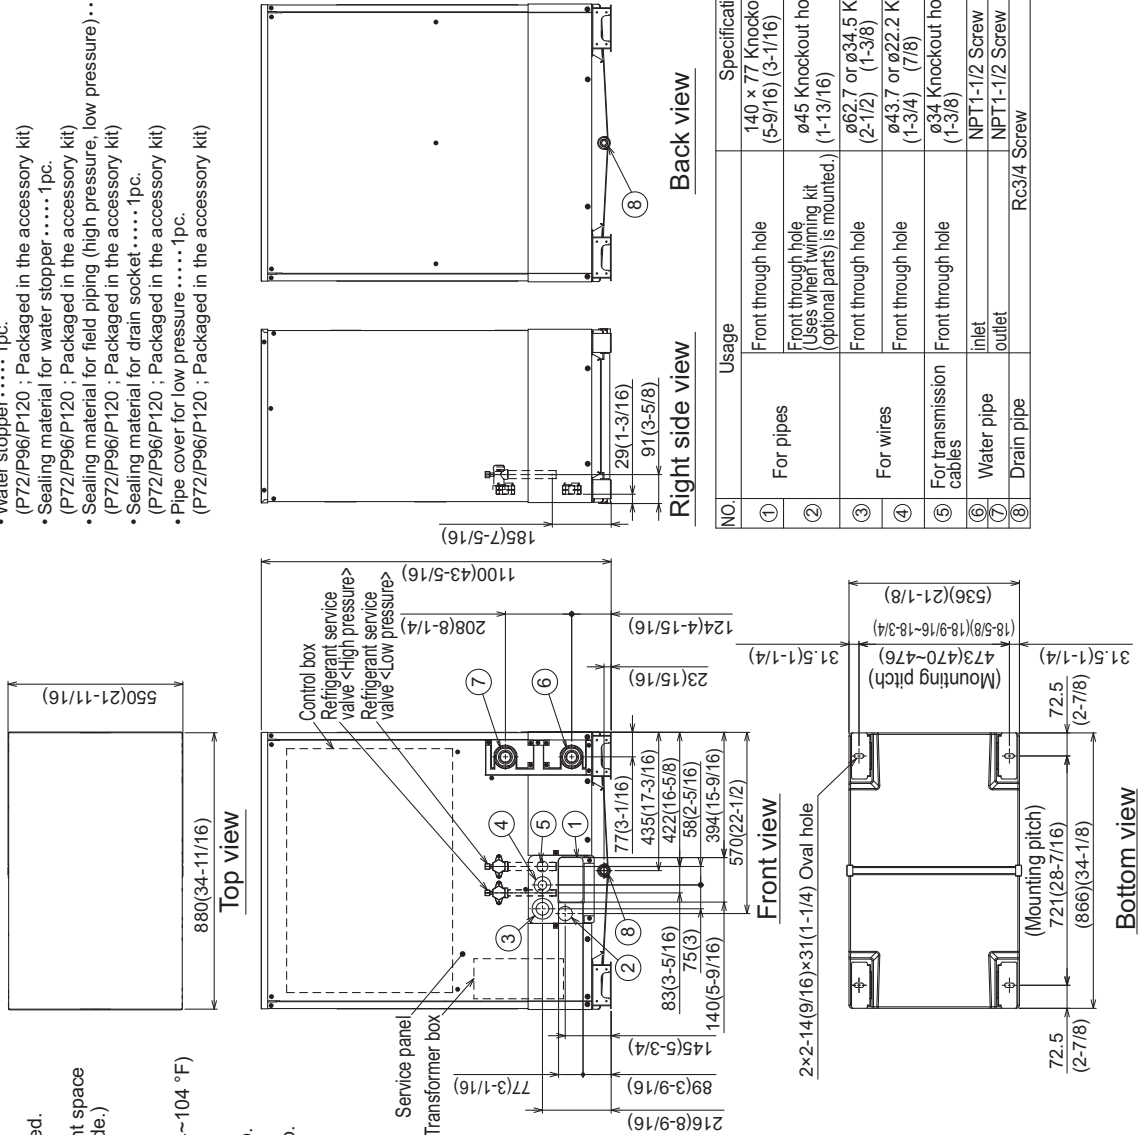 • Water stopper ····· 1pc.
(P72/P96/P120 ; Packaged in the accessory kit)
• Sealing material for water stopper ····· 1pc.
(P72/P96/P120 ; Packaged in the accessory kit)
• Sealing material for field piping (high pressure, low pressure) ··
(P72/P96/P120 ; Packaged in the accessory kit)
• Sealing material for drain socket ····· 1pc.
(P72/P96/P120 ; Packaged in the accessory kit)
• Pipe cover for low pressure ····· 1pc.
(P72/P96/P120 ; Packaged in the accessory kit)
space
~104 °F)
550(21-11/16)
880(34-11/16)
Top view
Control box
Refrigerant service
valve <High pressure>
Refrigerant service
valve <Low pressure>
Service panel
Transformer box
1
2
3
4
5
6
7
8
1100(43-5/16)
208(8-1/4)
124(4-15/16)
23(15/16)
77(3-1/16)
435(17-3/16)
422(16-5/8)
58(2-5/16)
394(15-9/16)
570(22-1/2)
83(3-5/16)
75(3)
140(5-9/16)
145(5-3/4)
77(3-1/16)
89(3-9/16)
216(8-9/16)
Front view
185(7-5/16)
29(1-3/16)
91(3-5/8)
Right side view
8
Back view
2×2-14(9/16)×31(1-1/4) Oval hole
31.5(1-1/4)
(Mounting pitch)
473(470~476)
(18-5/8)(18-9/16~18-3/4)
(536)(21-1/8)
31.5(1-1/4)
72.5
(2-7/8)
(Mounting pitch)
721(28-7/16)
(866)(34-1/8)
72.5
(2-7/8)
Bottom view
NO. Usage
① For pipes Front through hole 140 × 77
(5-9/16) (3-1/16)
② Front through hole ø45 Knockout
(Uses when twinning kit (1-13/16)
(optional parts) is mounted.)
③ For wires Front through hole ø62.7 or ø34.5
(2-1/2) (1-3/8)
④ Front through hole ø43.7 or ø22.2
(1-3/4) (7/8)
⑤ For transmission Front through hole ø34 Knockout
cables (1-3/8)
⑥ Water pipe inlet NPT1-1/2 Screw
⑦ outlet NPT1-1/2 Screw
⑧ Drain pipe Rc3/4 Screw